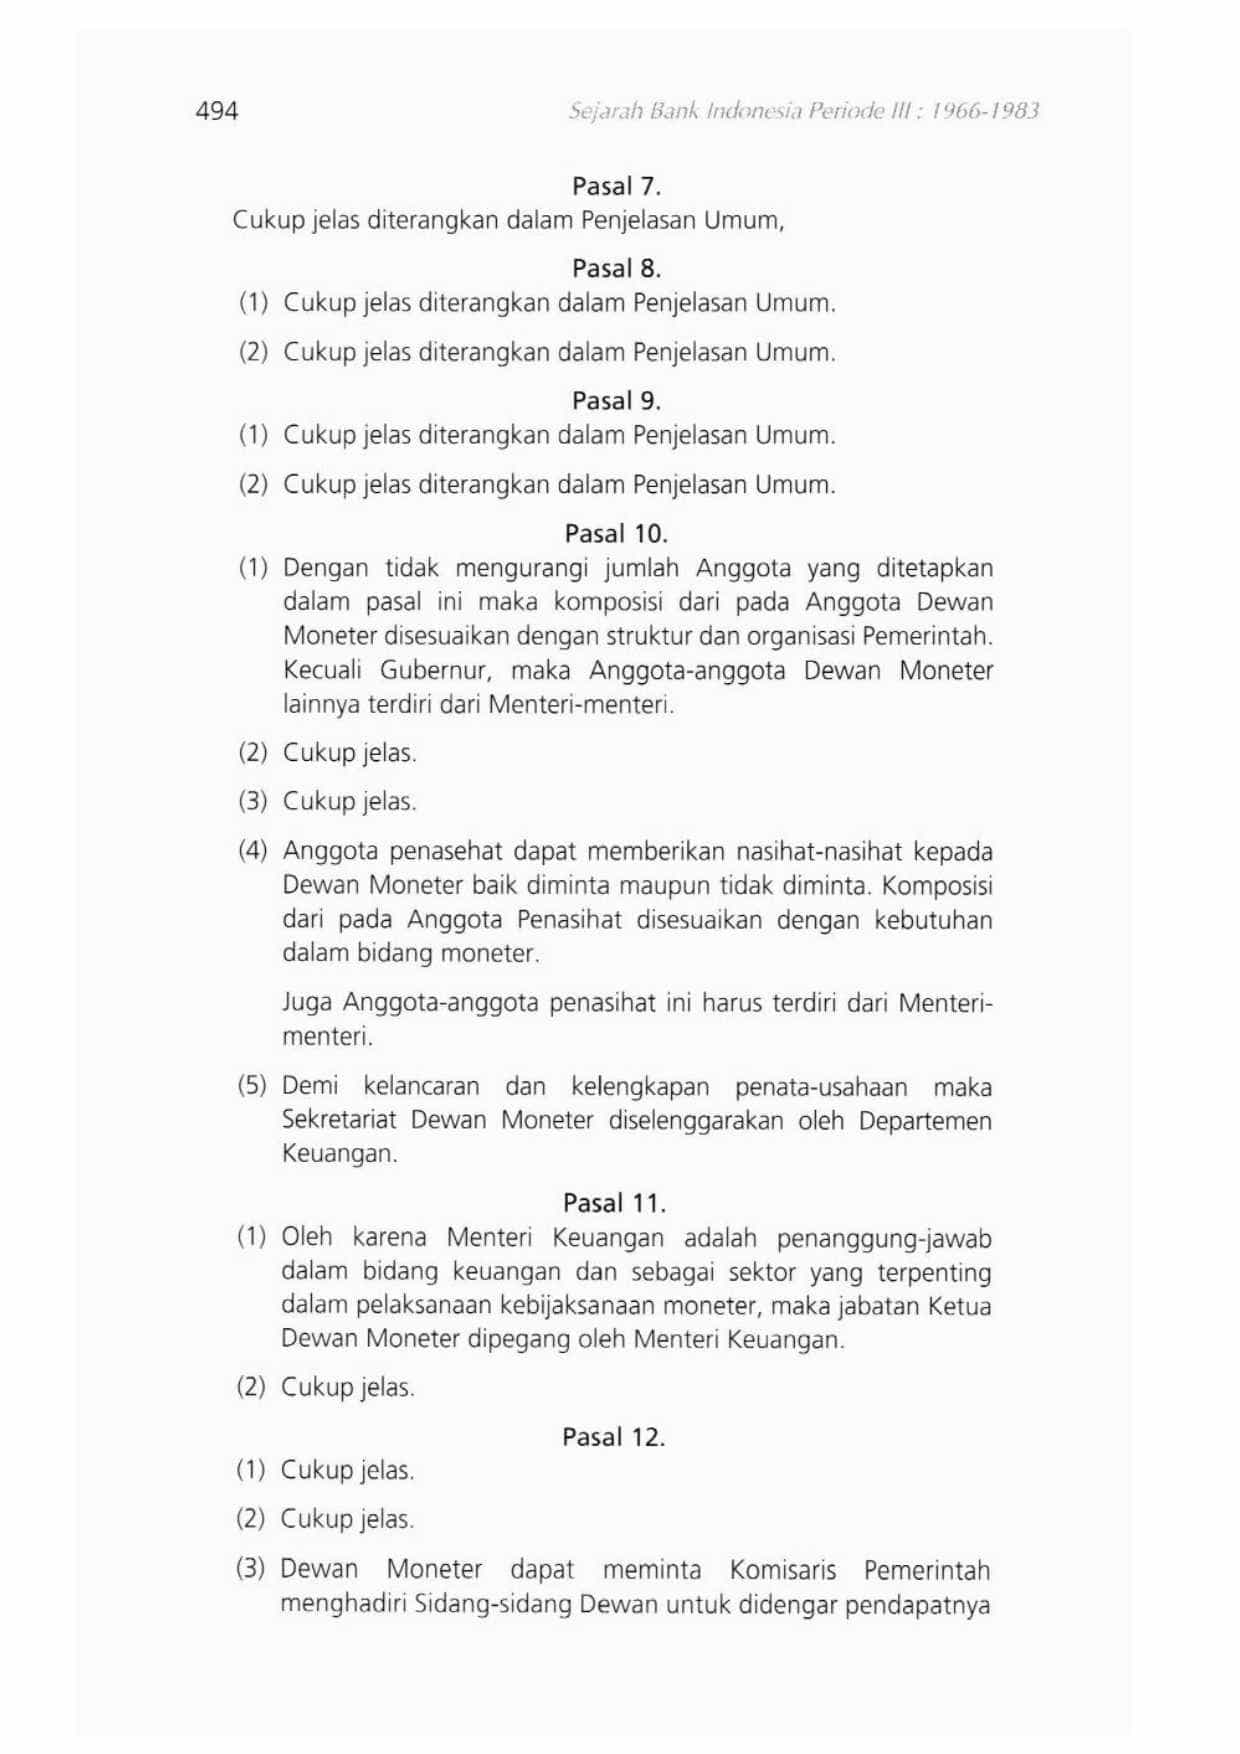 494
Sejarah Bank Indonesia Periode III : 1966-1983
Pasal 7.
Cukup jelas diterangkan dalam Penjelasan Umum,
Pasal 8.
(1) Cukup jelas diterangkan dalam Penjelasan Umum.
(2) Cukup jelas diterangkan dalam Penjelasan Umum.
Pasal 9.
(1) Cukup jelas diterangkan dalam Penjelasan Umum.
(2) Cukup jelas diterangkan dalam Penjelasan Umum.
Pasal 10.
(1) Dengan tidak mengurangi jumlah Anggota yang ditetapkan
dalam pasal ini maka komposisi dari pada Anggota Dewan
Moneter disesuaikan dengan struktur dan organisasi Pemerintah.
Kecuali Gubernur, maka Anggota-anggota Dewan Moneter
lainnya terdiri dari Menteri-menteri.
(2) Cukup jelas.
(3) Cukup jelas.
(4) Anggota penasehat dapat memberikan nasihat-nasihat kepada
Dewan Moneter baik diminta maupun tidak diminta. Komposisi
dari pada Anggota Penasihat disesuaikan dengan kebutuhan
dalam bidang moneter.
Juga Anggota-anggota penasihat ini harus terdiri dari Menteri-
menteri.
(5) Demi kelancaran dan kelengkapan penata-usahaan maka
Sekretariat Dewan Moneter diselenggarakan oleh Departemen
Keuangan.
Pasal 11.
(1) Oleh karena Menteri Keuangan adalah penanggung-jawab
dalam bidang keuangan dan sebagai sektor yang terpenting
dalam pelaksanaan kebijaksanaan moneter, maka jabatan Ketua
Dewan Moneter dipegang oleh Menteri Keuangan.
(2) Cukup jelas.
Pasal 12.
(1) Cukup jelas.
(2) Cukup jelas.
(3) Dewan Moneter dapat meminta Komisaris Pemerintah
menghadiri Sidang-sidang Dewan untuk didengar pendapatnya